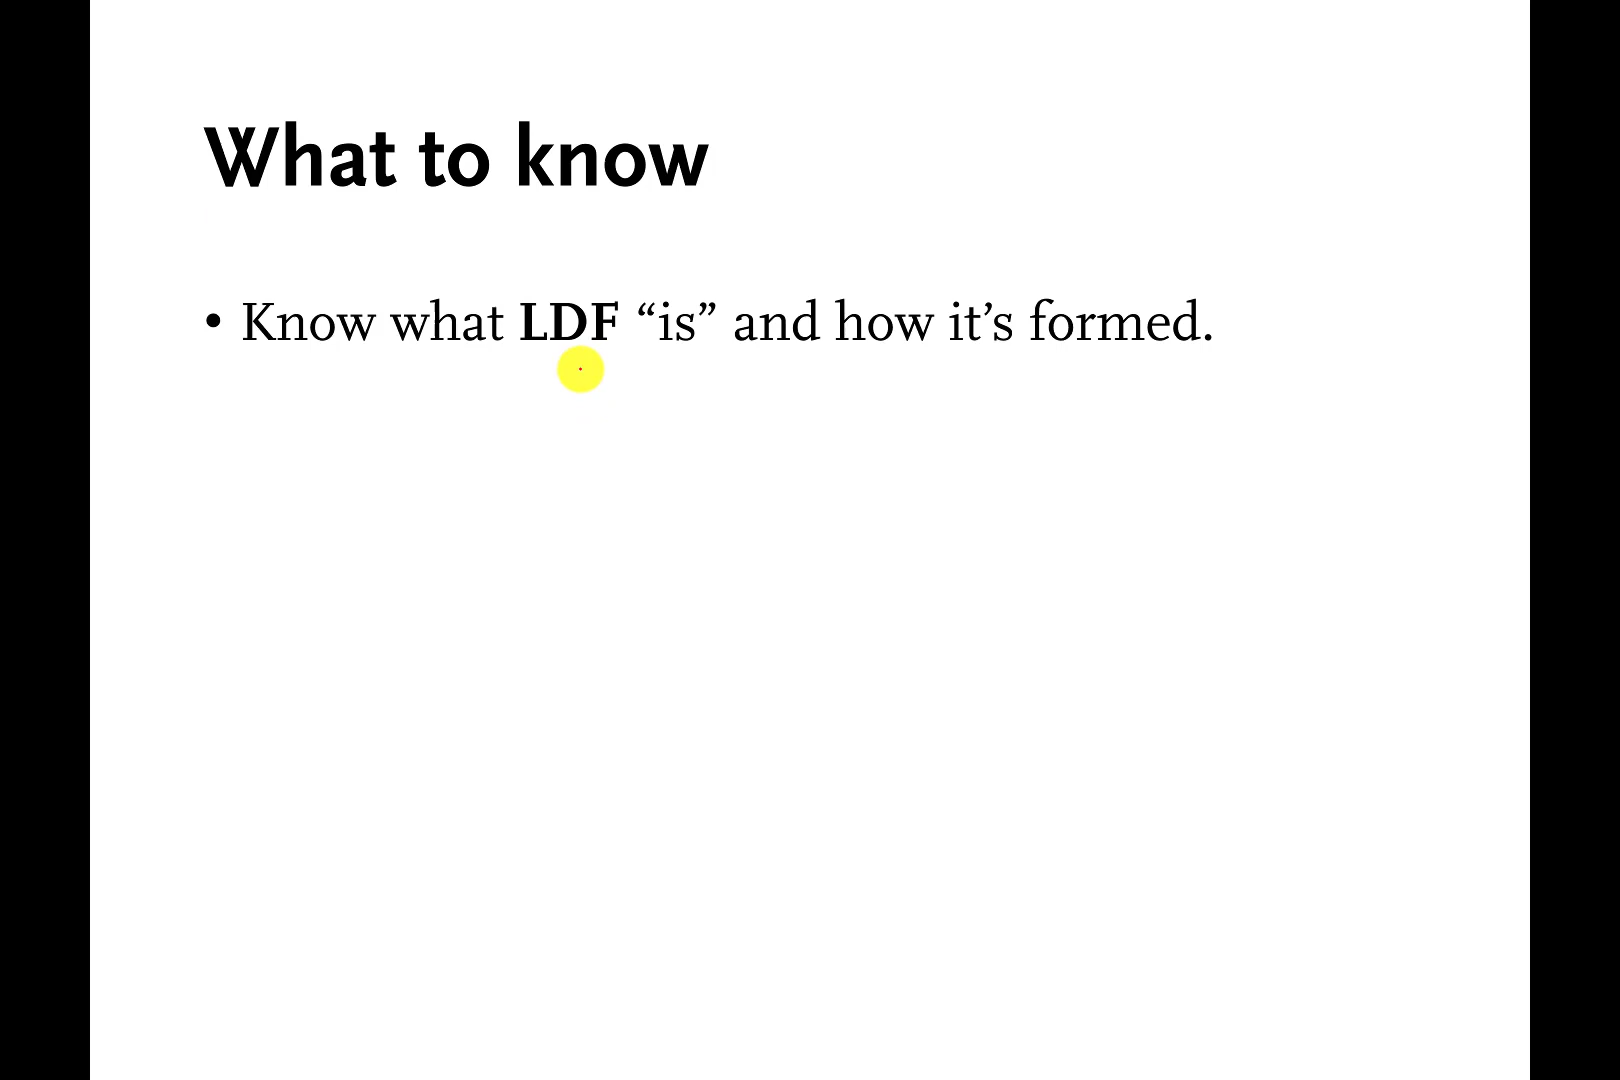 What to know
• Know what LDF “is” and how it’s formed.